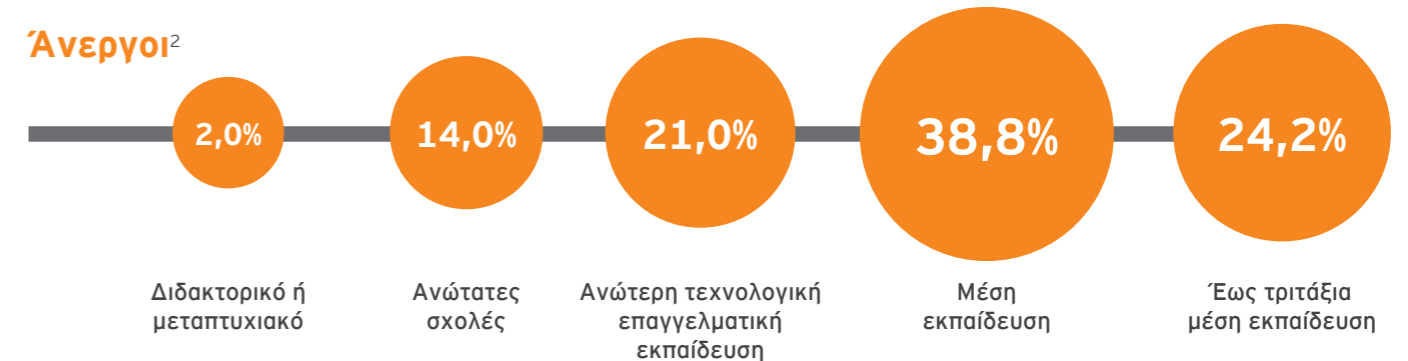 Άνεργοι²
2,0%
14,0%
21,0%
38,8%
24,2%
Διδακτορικό ή
μεταπτυχιακό
Ανώτατες
σχολές
Ανώτερη τεχνολογική
επαγγελματική
εκπαίδευση
Μέση
εκπαίδευση
Έως τριτάξια
μέση εκπαίδευση